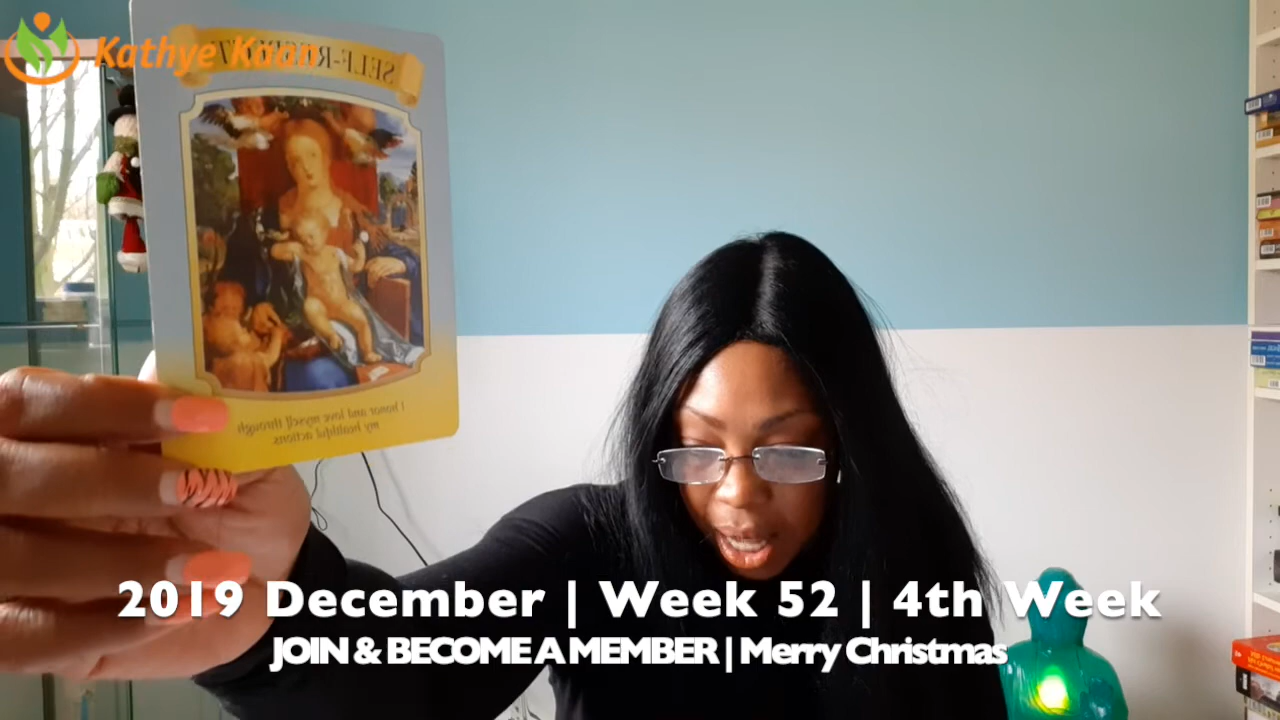 Kathye Kaan
SELF-RESPECT
I honor and love myself through
my healthful actions.
2019 December | Week 52 | 4th Week
JOIN & BECOME A MEMBER | Merry Christmas